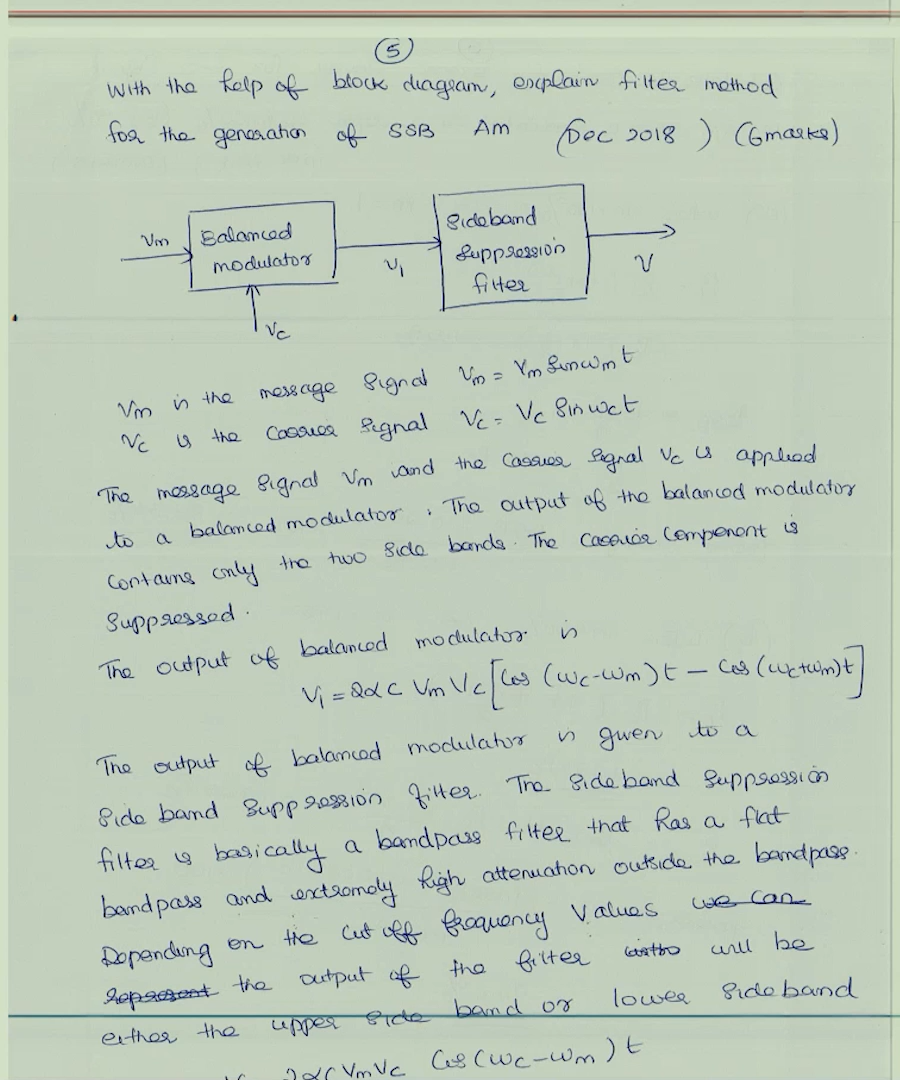 5
With the help of block diagram, explain filter method
for the generation of SSB Am (Dec 2018) (6marks)
Vm
Balanced
modulator
Vc
V1
Sideband
Suppression
filter
V
Vm is the message Signal Vm = Vm Sinωmt
Vc is the Carrier Signal Vc = Vc Sinωct
The message signal Vm and the Carrier signal Vc is applied
to a balanced modulator. The output of the balanced modulator
Contains only the two side bands. The carrier component is
Suppressed.
The output of balanced modulator is
V1 = 2αC Vm Vc [Cos (ωc-ωm)t - Cos (ωc+ωm)t]
The output of balanced modulator is given to a
Side band Suppression filter. The Sideband Suppression
filter is basically a bandpass filter that has a flat
bandpass and extremely high attenuation outside the bandpass.
Depending on the cut off frequency Values we can
represent the output of the filter will be
either the upper side band or lower sideband
2αC Vm Vc Cos (ωc-ωm)t